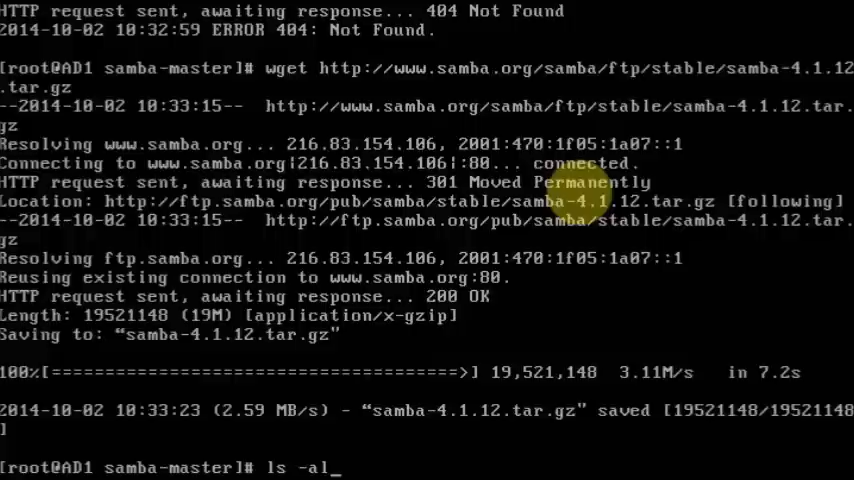 HTTP request sent, awaiting response... 404 Not Found
2014-10-02 10:32:59 ERROR 404: Not Found.
[root@AD1 samba-master]# wget http://www.samba.org/samba/ftp/stable/samba-4.1.12
.tar.gz
--2014-10-02 10:33:15--  http://www.samba.org/samba/ftp/stable/samba-4.1.12.tar.
gz
Resolving www.samba.org... 216.83.154.106, 2001:470:1f05:1a07::1
Connecting to www.samba.org|216.83.154.106|:80... connected.
HTTP request sent, awaiting response... 301 Moved Permanently
Location: http://ftp.samba.org/pub/samba/stable/samba-4.1.12.tar.gz [following]
--2014-10-02 10:33:15--  http://ftp.samba.org/pub/samba/stable/samba-4.1.12.tar.
gz
Resolving ftp.samba.org... 216.83.154.106, 2001:470:1f05:1a07::1
Reusing existing connection to www.samba.org:80.
HTTP request sent, awaiting response... 200 OK
Length: 19521148 (19M) [application/x-gzip]
Saving to: “samba-4.1.12.tar.gz”
100%[======================================>] 19,521,148  3.11M/s   in 7.2s
2014-10-02 10:33:23 (2.59 MB/s) - “samba-4.1.12.tar.gz” saved [19521148/19521148
]
[root@AD1 samba-master]# ls -al_